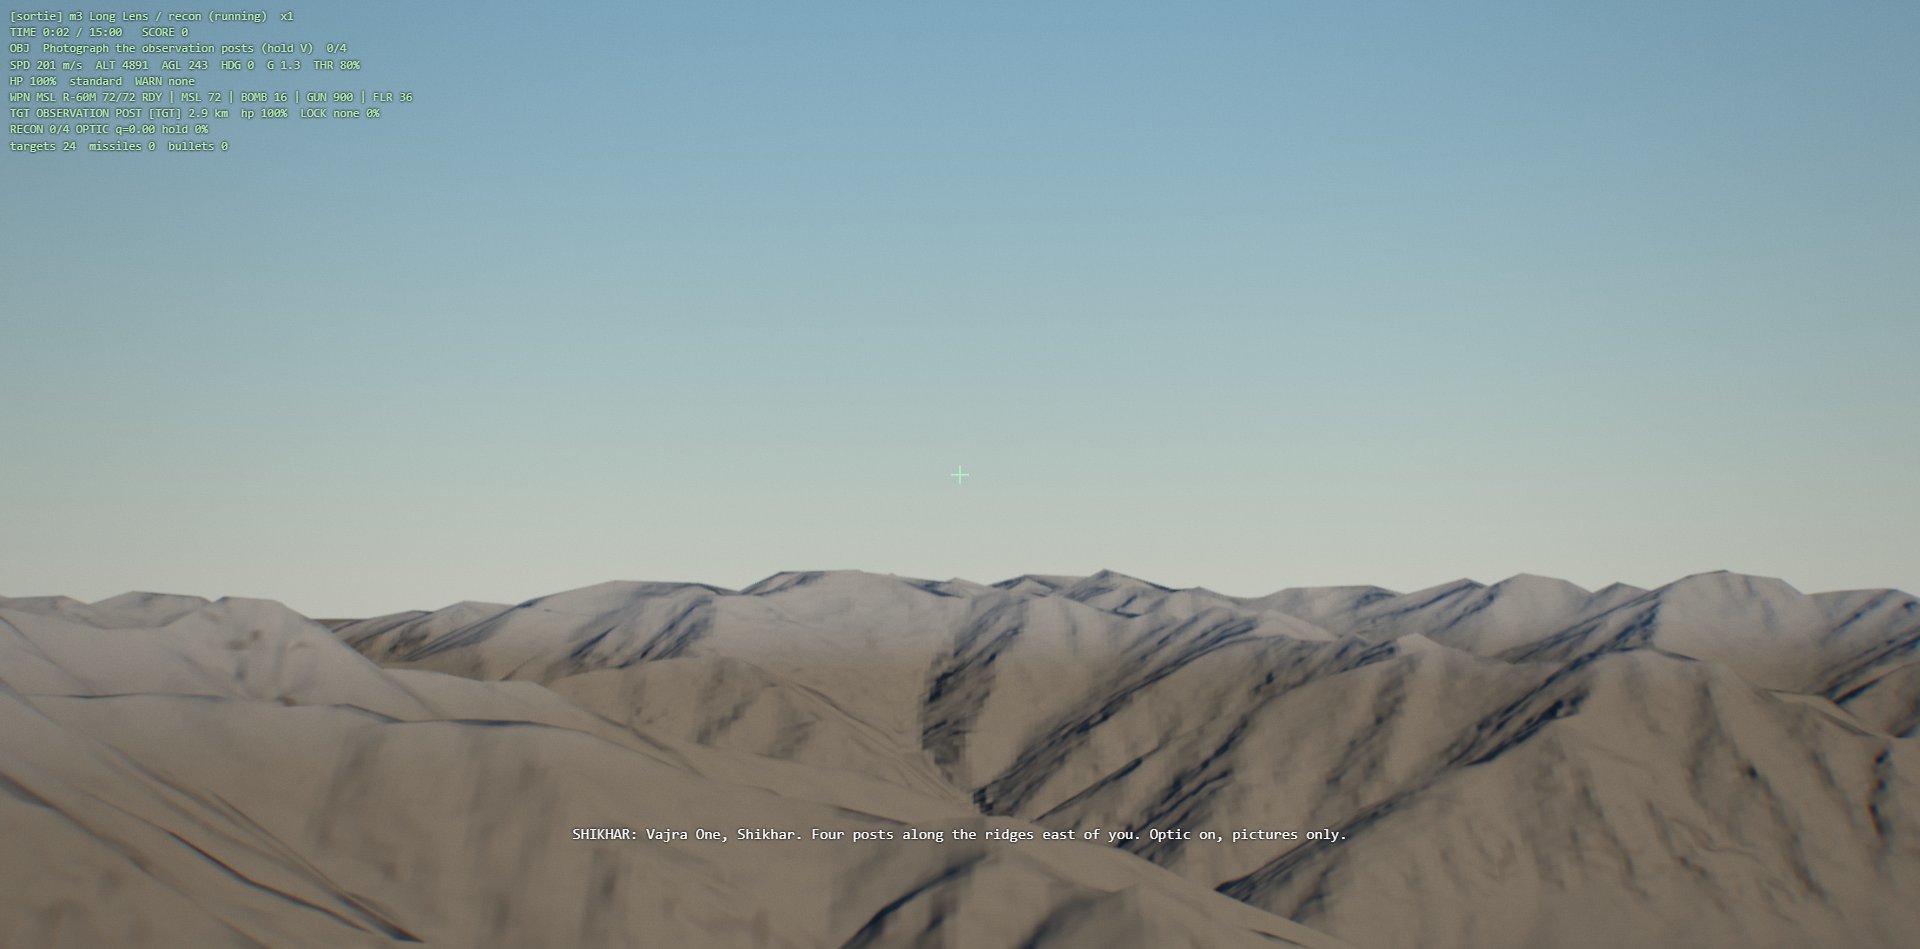 [sortie] m3 Long Lens / recon (running)  x1
TIME 0:02 / 15:00   SCORE 0
OBJ  Photograph the observation posts (hold V)  0/4
SPD 201 m/s  ALT 4891  AGL 243  HDG 0  G 1.3  THR 80%
HP 100%  standard  WARN none
WPN MSL R-60M 72/72 RDY | MSL 72 | BOMB 16 | GUN 900 | FLR 36
TGT OBSERVATION POST [TGT] 2.9 km  hp 100%  LOCK none 0%
RECON 0/4 OPTIC q=0.00 hold 0%
targets 24  missiles 0  bullets 0
SHIKHAR: Vajra One, Shikhar. Four posts along the ridges east of you. Optic on, pictures only.